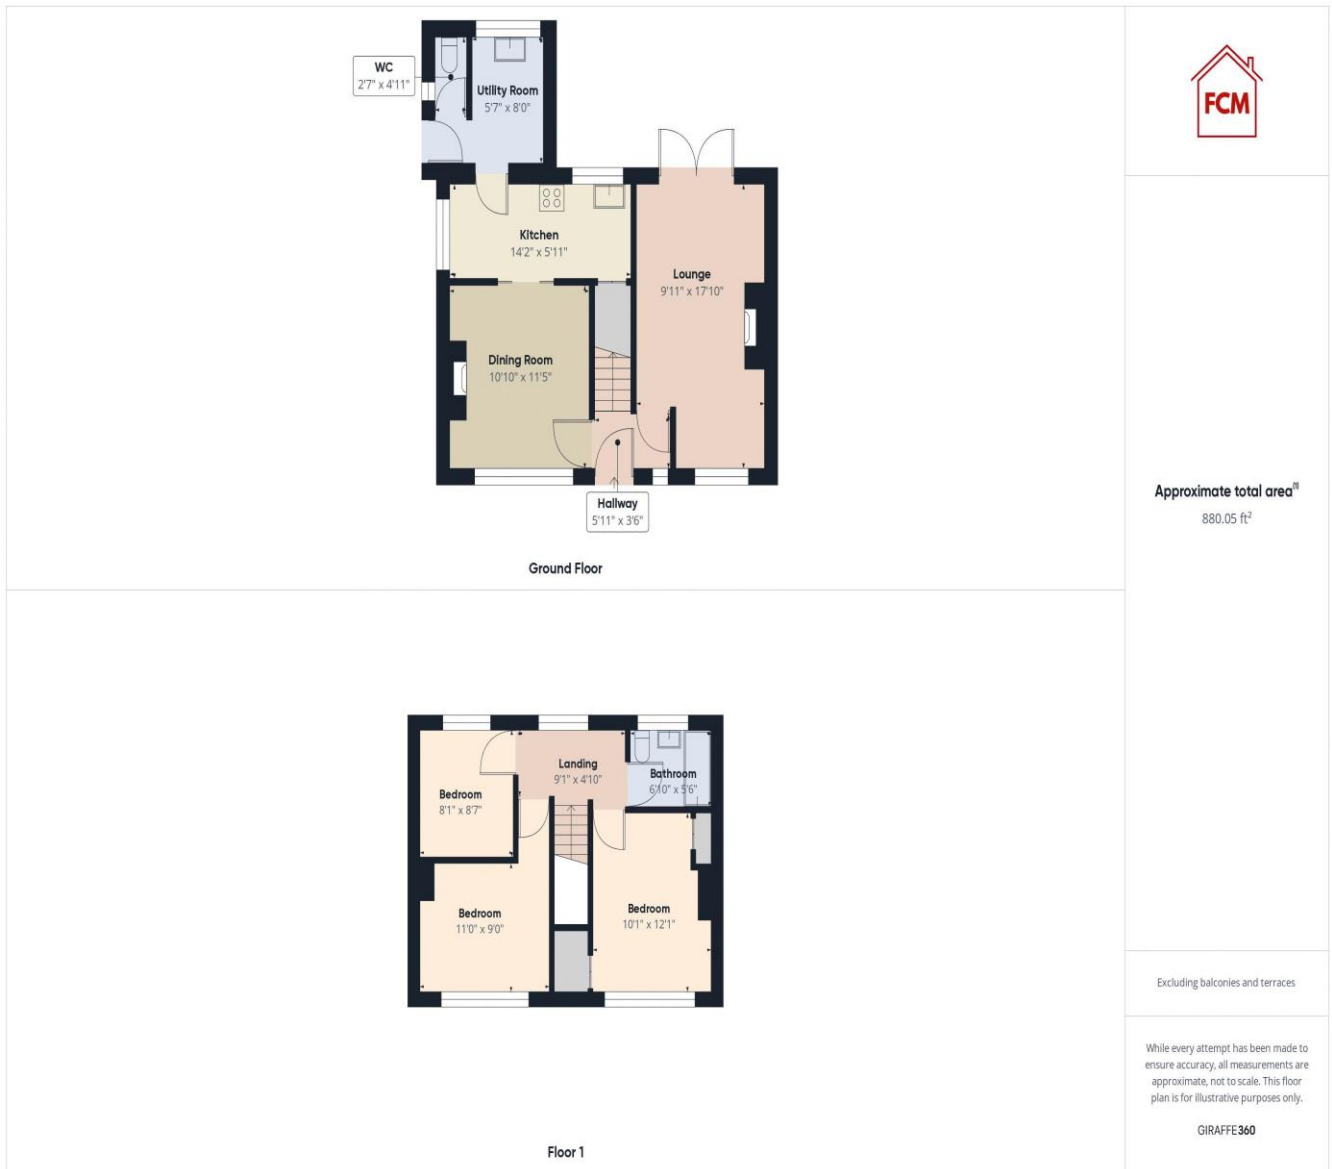 WC
2'7" x 4'11"
Utility Room
5'7" x 8'0"
Kitchen
14'2" x 5'11"
Lounge
9'11" x 17'10"
Dining Room
10'10" x 11'5"
Hallway
5'11" x 3'6"
Ground Floor
Landing
9'1" x 4'10"
Bathroom
6'10" x 5'6"
Bedroom
8'1" x 8'7"
Bedroom
11'0" x 9'0"
Bedroom
10'1" x 12'1"
Floor 1
FCM
Approximate total area⁽¹⁾
880.05 ft²
Excluding balconies and terraces
While every attempt has been made to
ensure accuracy, all measurements are
approximate, not to scale. This floor
plan is for illustrative purposes only.
GIRAFFE360